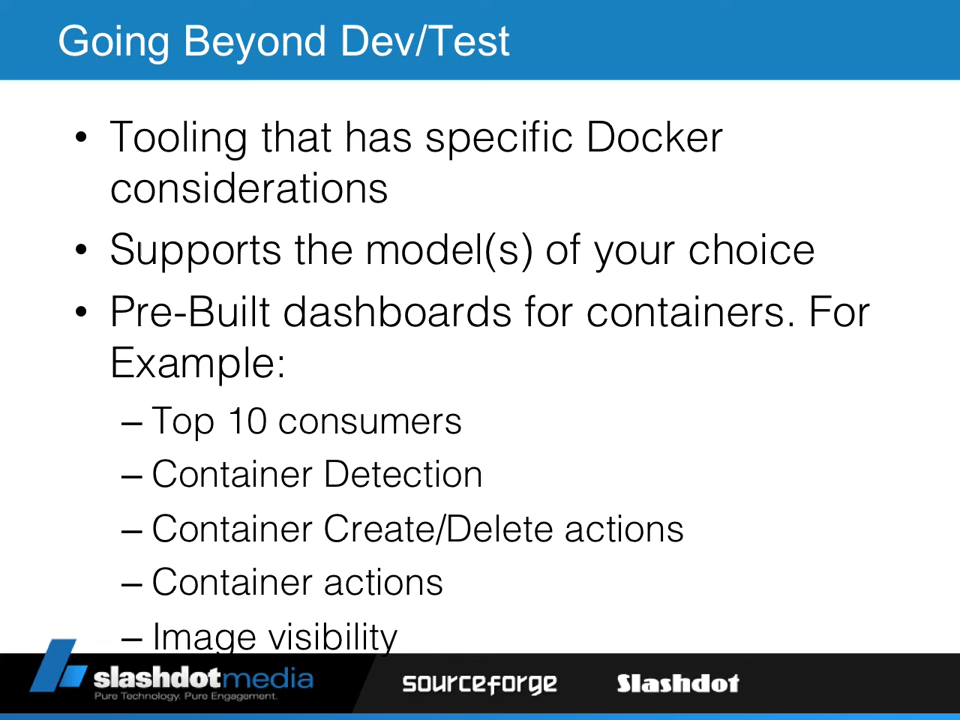 Going Beyond Dev/Test
• Tooling that has specific Docker
considerations
• Supports the model(s) of your choice
• Pre-Built dashboards for containers. For
Example:
– Top 10 consumers
– Container Detection
– Container Create/Delete actions
– Container actions
– Image visibility
slashdotmedia
Pure Technology. Pure Engagement.
sourceforge
Slashdot